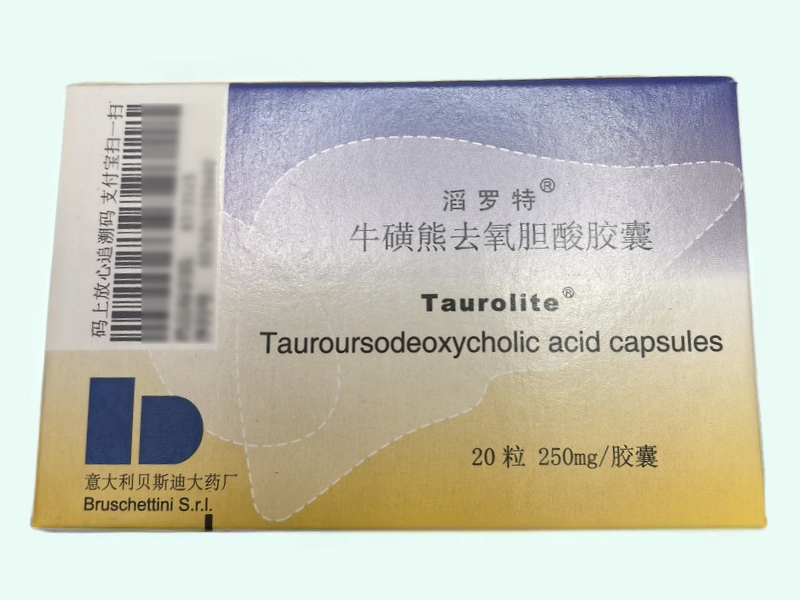 码上放心追溯码 支付宝扫一扫
滔罗特®
牛磺熊去氧胆酸胶囊
Taurolite®
Tauroursodeoxycholic acid capsules
20粒 250mg/胶囊
意大利贝斯迪大药厂
Bruschettini S.r.l.